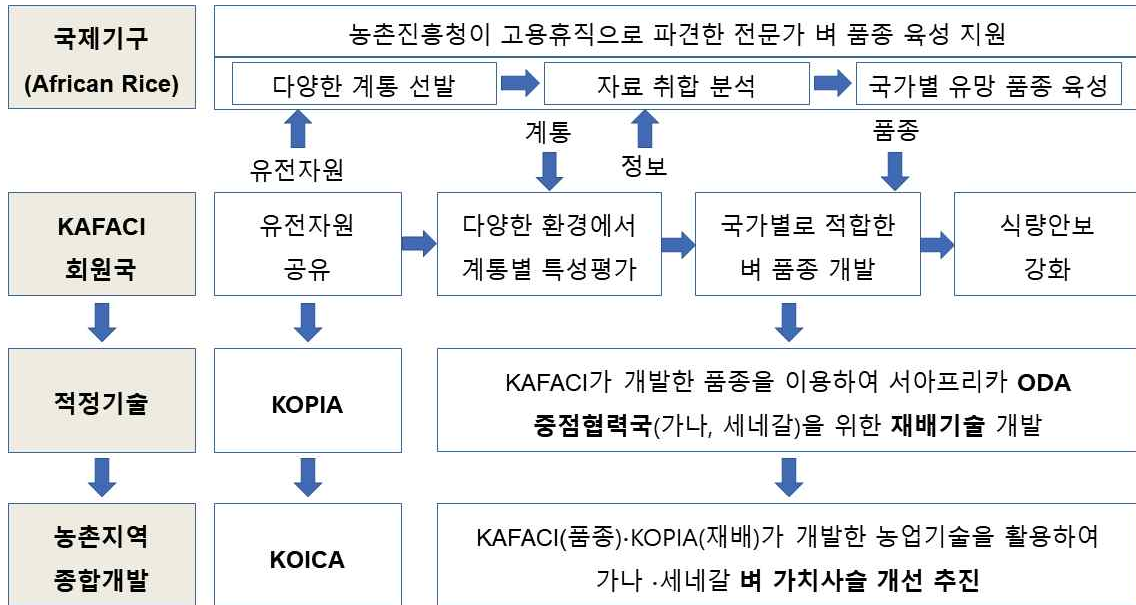 국제기구
(African Rice)
농촌진흥청이 고용휴직으로 파견한 전문가 벼 품종 육성 지원
다양한 계통 선발
자료 취합 분석
국가별 유망 품종 육성
유전자원
계통
정보
품종
KAFACI
회원국
유전자원
공유
다양한 환경에서
계통별 특성평가
국가별로 적합한
벼 품종 개발
식량안보
강화
적정기술
KOPIA
KAFACI가 개발한 품종을 이용하여 서아프리카 ODA
중점협력국(가나, 세네갈)을 위한 재배기술 개발
농촌지역
종합개발
KOICA
KAFACI(품종)·KOPIA(재배)가 개발한 농업기술을 활용하여
가나 ·세네갈 벼 가치사슬 개선 추진